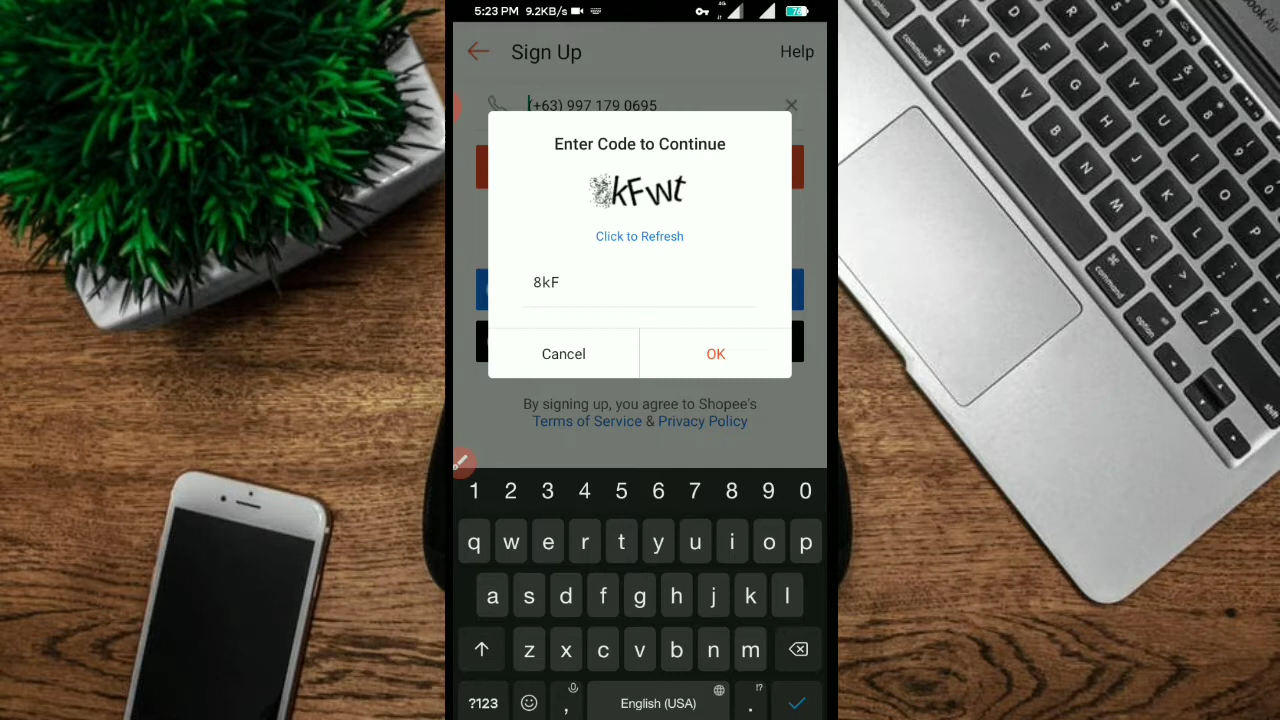 5:23 PM 9.2KB/s
4G
76
Sign Up
Help
(+63) 997 179 0695
Enter Code to Continue
kFwt
Click to Refresh
8kF
Cancel
OK
By signing up, you agree to Shopee's
Terms of Service & Privacy Policy
1 2 3 4 5 6 7 8 9 0
q w e r t y u i o p
a s d f g h j k l
z x c v b n m
?123 , English (USA) . !?